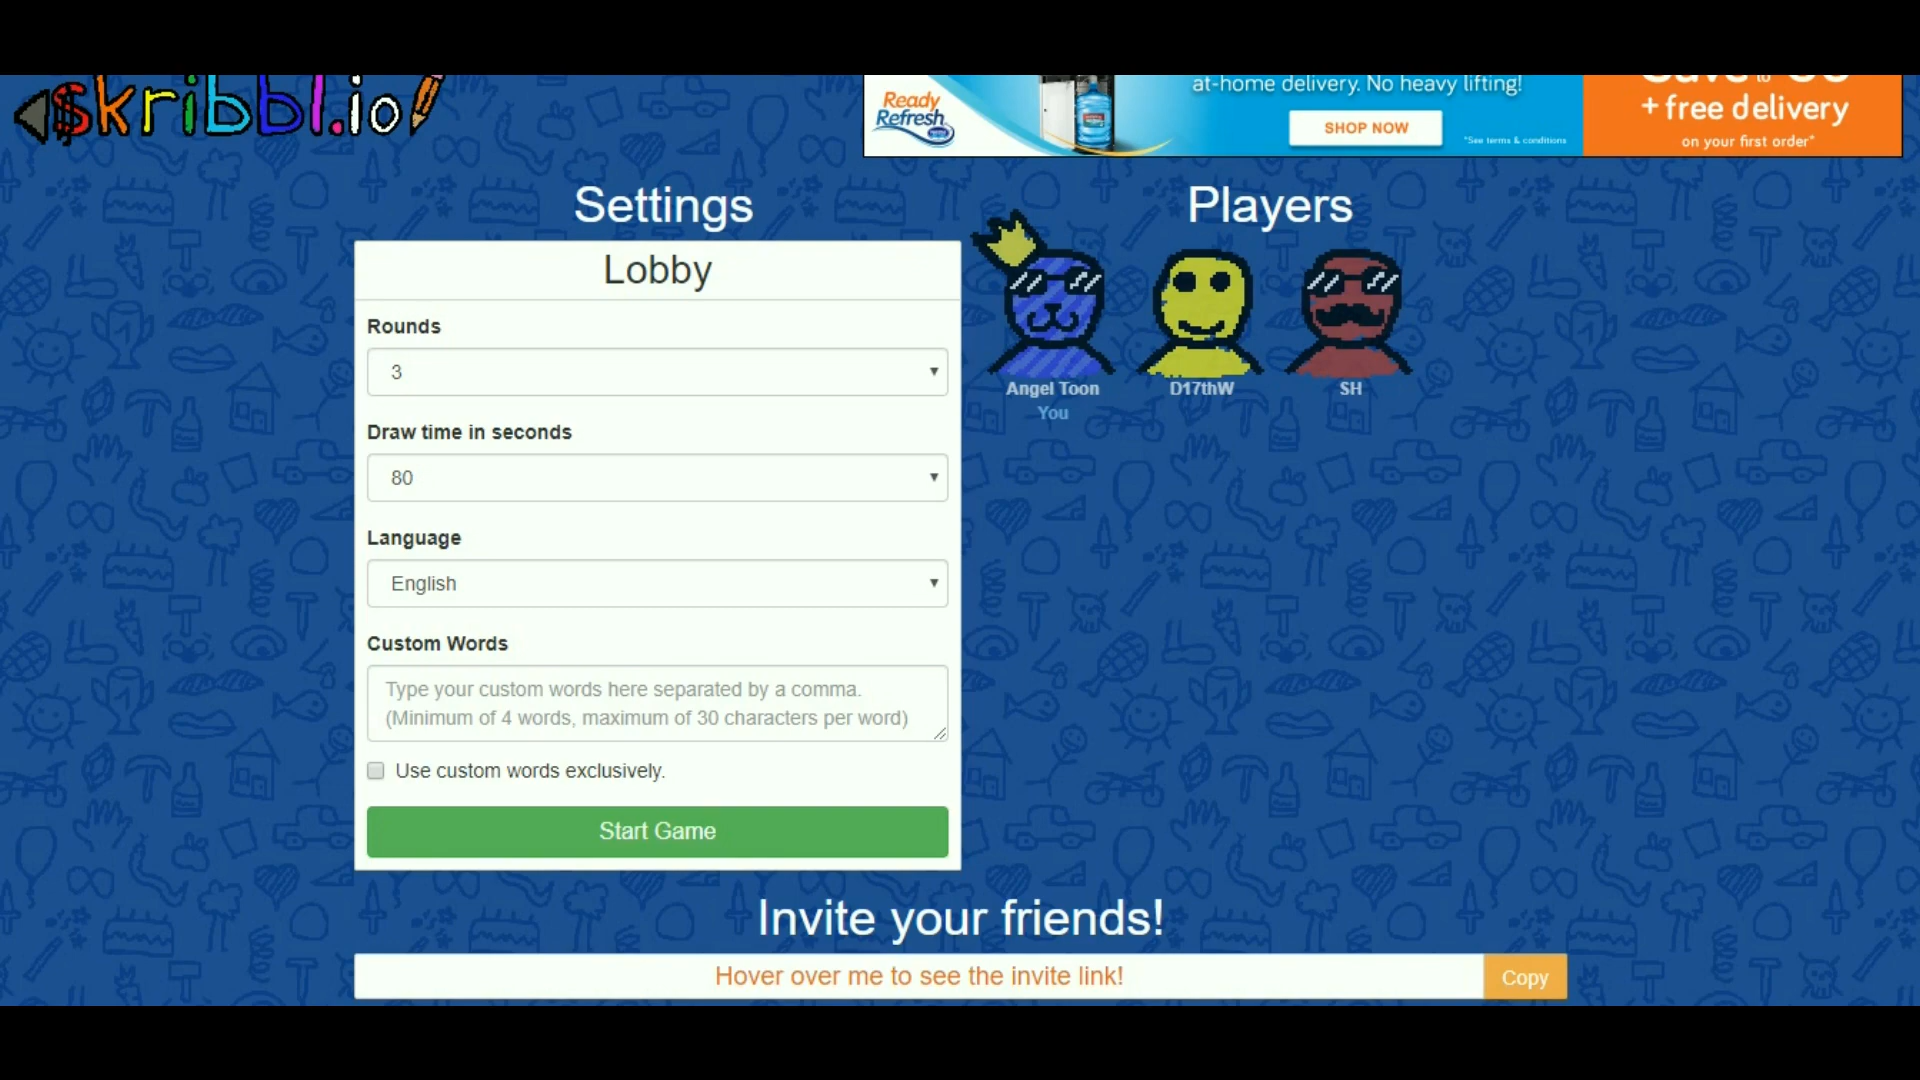 skribbl.io
Ready
Refresh
at-home delivery. No heavy lifting!
SHOP NOW
*See terms & conditions
+ free delivery
on your first order*
Settings
Players
Lobby
Rounds
3
Draw time in seconds
80
Language
English
Custom Words
Type your custom words here separated by a comma.
(Minimum of 4 words, maximum of 30 characters per word)
Use custom words exclusively.
Start Game
Angel Toon
You
D17thW
SH
Invite your friends!
Hover over me to see the invite link!
Copy